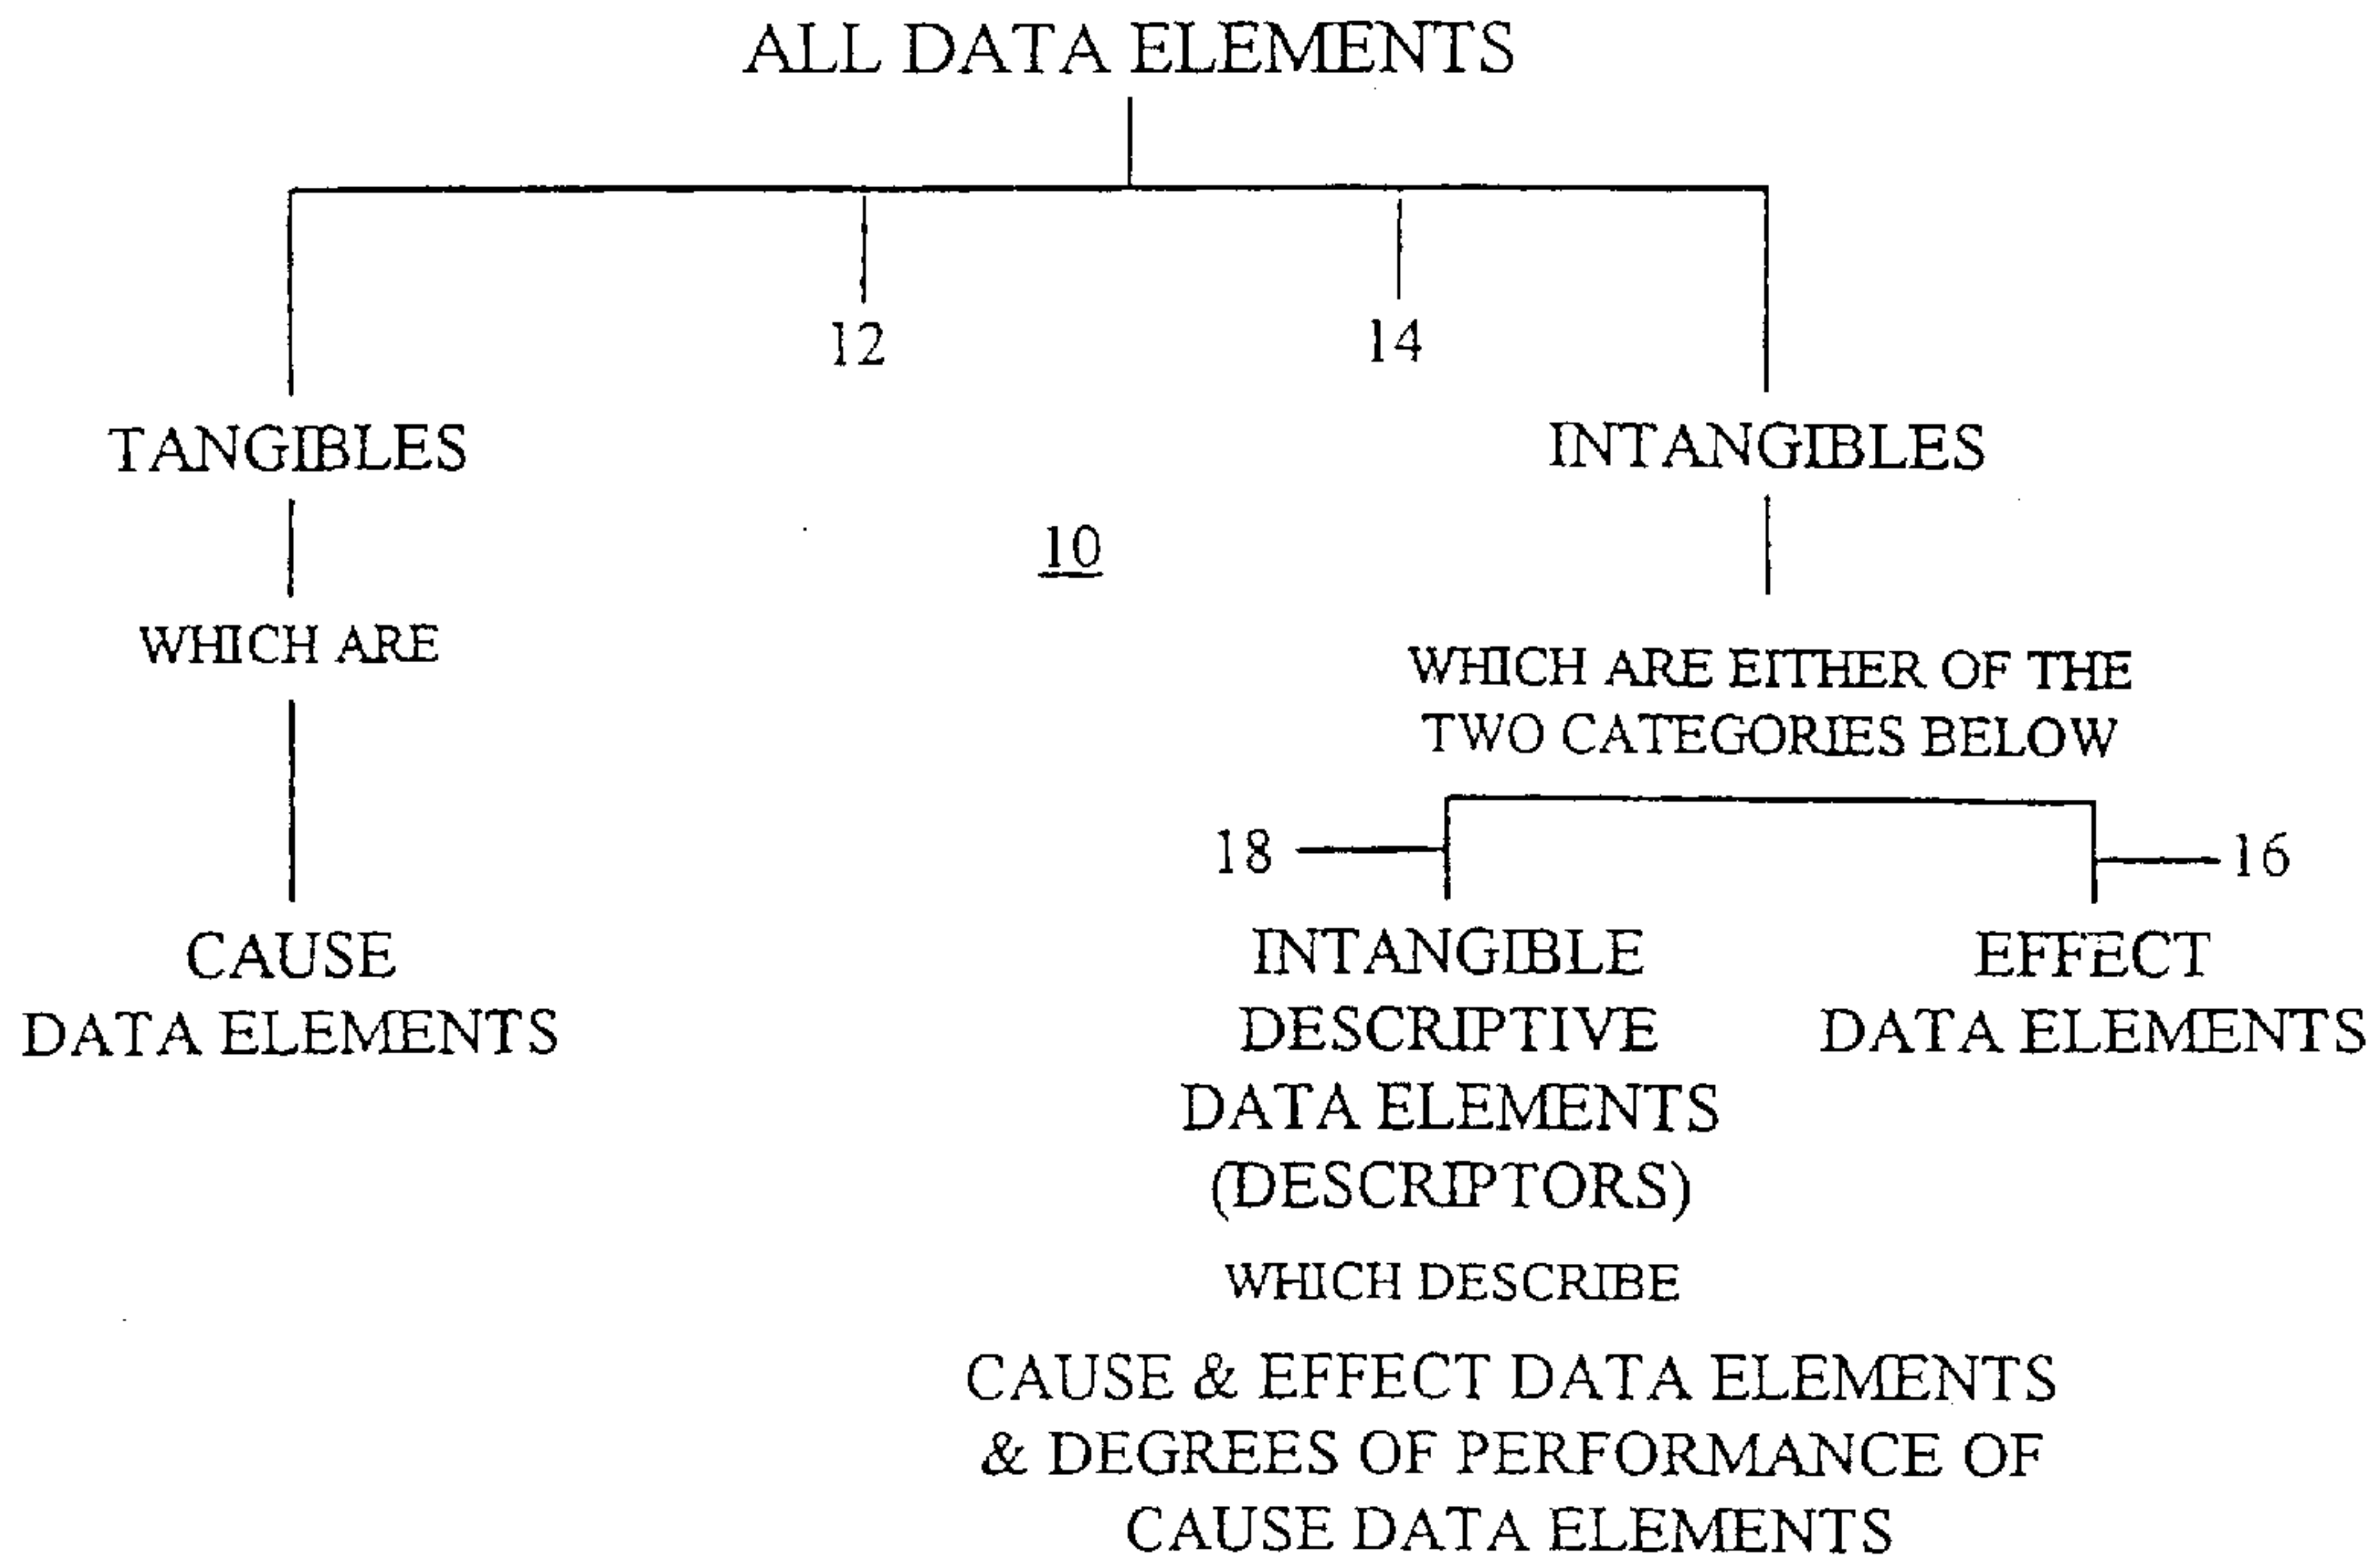 ALL DATA ELEMENTS
12
14
TANGIBLES
INTANGIBLES
10
WHICH ARE
WHICH ARE EITHER OF THE
TWO CATEGORIES BELOW
18
16
CAUSE
DATA ELEMENTS
INTANGIBLE
DESCRIPTIVE
DATA ELEMENTS
(DESCRIPTORS)
WHICH DESCRIBE
CAUSE & EFFECT DATA ELEMENTS
& DEGREES OF PERFORMANCE OF
CAUSE DATA ELEMENTS
EFFECT
DATA ELEMENTS